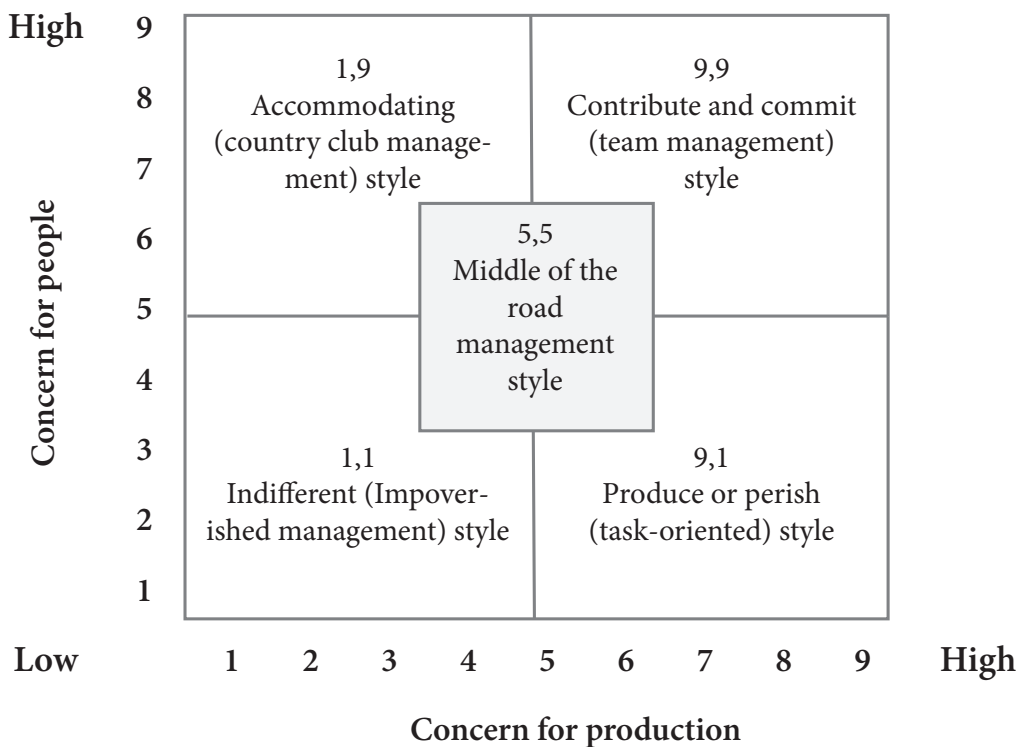 High
9
8
7
6
5
4
3
2
1
Concern for people
1,9
Accommodating
(country club manage-
ment) style
9,9
Contribute and commit
(team management)
style
5,5
Middle of the
road
management
style
1,1
Indifferent (Impover-
ished management) style
9,1
Produce or perish
(task-oriented) style
Low 1 2 3 4 5 6 7 8 9 High
Concern for production